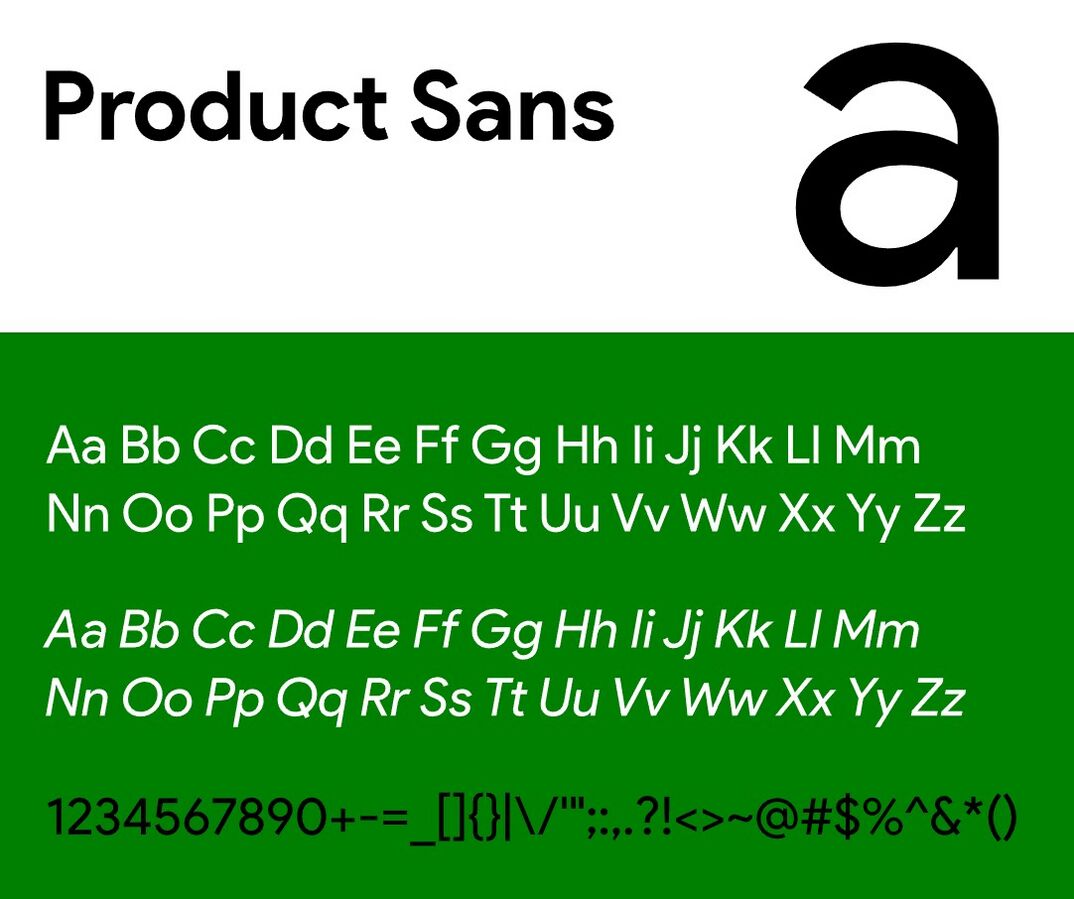 Product Sans
a
Aa Bb Cc Dd Ee Ff Gg Hh Ii Jj Kk Ll Mm
Nn Oo Pp Qq Rr Ss Tt Uu Vv Ww Xx Yy Zz
Aa Bb Cc Dd Ee Ff Gg Hh Ii Jj Kk Ll Mm
Nn Oo Pp Qq Rr Ss Tt Uu Vv Ww Xx Yy Zz
1234567890+-=_[]{}|\/'";:,.?!<>~@#$%^&*()